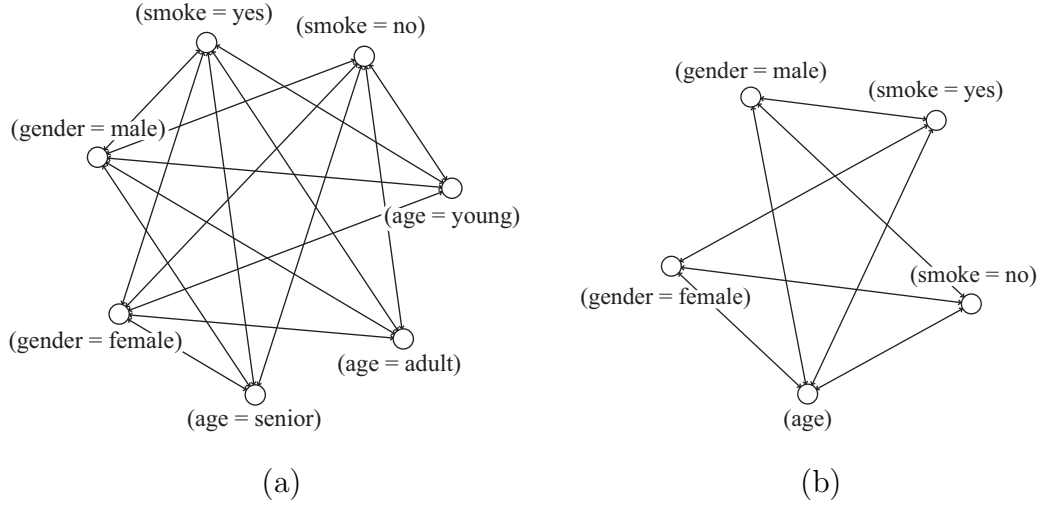 (smoke = yes)
(smoke = no)
(gender = male)
(age = young)
(gender = female)
(age = adult)
(age = senior)
(a)
(gender = male)
(smoke = yes)
(smoke = no)
(gender = female)
(age)
(b)